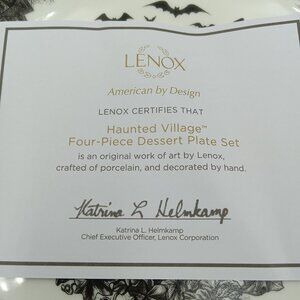 LENOX
American by Design
LENOX CERTIFIES THAT
Haunted Village™
Four-Piece Dessert Plate Set
is an original work of art by Lenox,
crafted of porcelain, and decorated by hand.
Katrina L Helmkamp
Katrina L. Helmkamp
Chief Executive Officer, Lenox Corporation